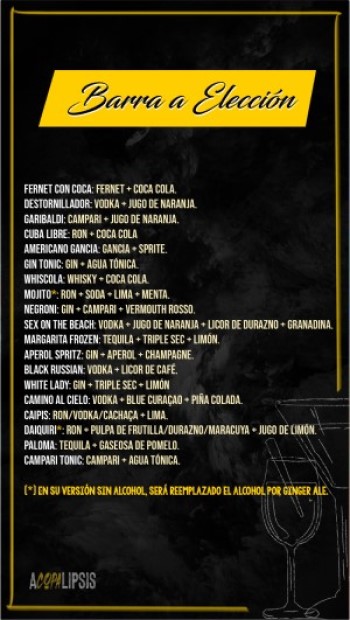 Barra a Elección
FERNET CON COCA: FERNET + COCA COLA.
DESTORNILLADOR: VODKA + JUGO DE NARANJA.
GARIBALDI: CAMPARI + JUGO DE NARANJA.
CUBA LIBRE: RON + COCA COLA
AMERICANO GANCIA: GANCIA + SPRITE.
GIN TONIC: GIN + AGUA TÓNICA.
WHISCOLA: WHISKY + COCA COLA.
MOJITO*: RON + SODA + LIMA + MENTA.
NEGRONI: GIN + CAMPARI + VERMOUTH ROSSO.
SEX ON THE BEACH: VODKA + JUGO DE NARANJA + LICOR DE DURAZNO + GRANADINA.
MARGARITA FROZEN: TEQUILA + TRIPLE SEC + LIMÓN.
APEROL SPRITZ: GIN + APEROL + CHAMPAGNE.
BLACK RUSSIAN: VODKA + LICOR DE CAFÉ.
WHITE LADY: GIN + TRIPLE SEC + LIMÓN
CAMINO AL CIELO: VODKA + BLUE CURAÇAO + PIÑA COLADA.
CAIPIS: RON/VODKA/CACHAÇA + LIMA.
DAIQUIRI*: RON + PULPA DE FRUTILLA/DURAZNO/MARACUYA + JUGO DE LIMÓN.
PALOMA: TEQUILA + GASEOSA DE POMELO.
CAMPARI TONIC: CAMPARI + AGUA TÓNICA.
(*) EN SU VERSIÓN SIN ALCOHOL, SERÁ REEMPLAZADO EL ALCOHOL POR GINGER ALE.
ACOPALIPSIS